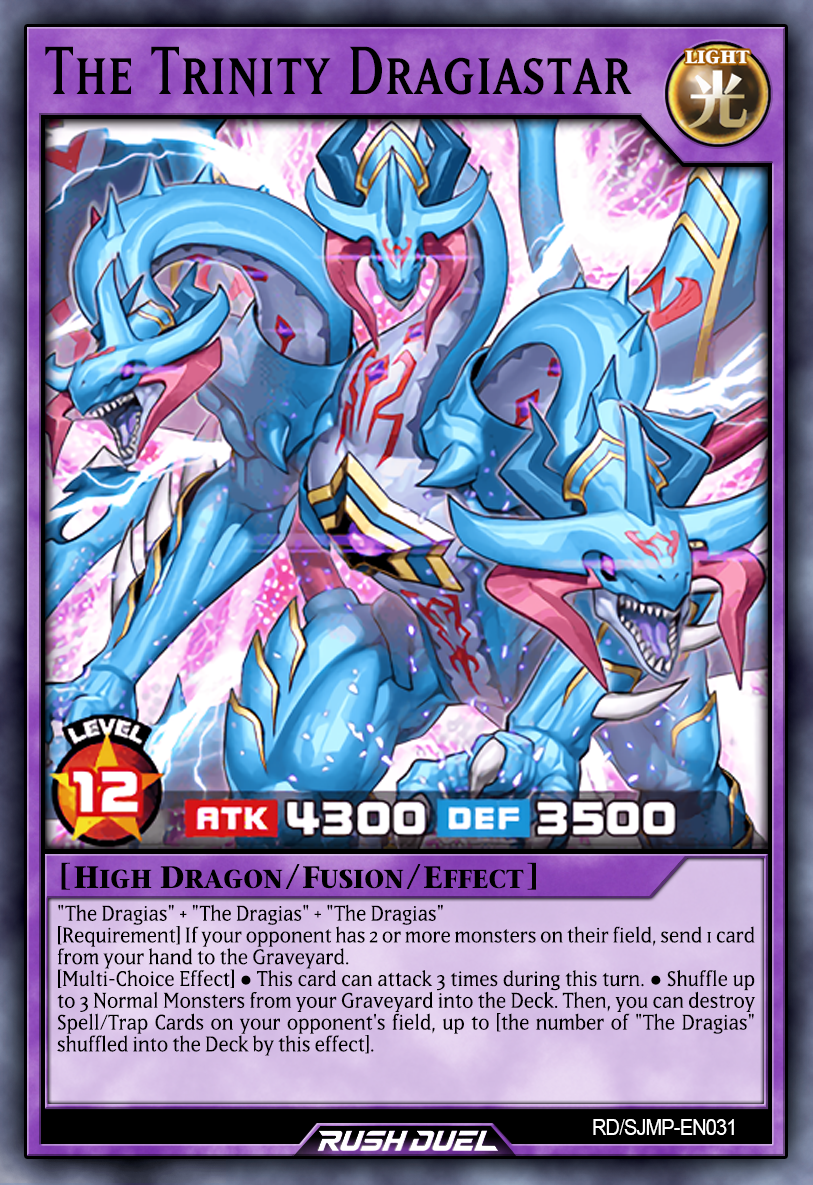 The Trinity Dragiastar
LIGHT
光
LEVEL
12
ATK 4300 DEF 3500
[High Dragon/Fusion/Effect]
"The Dragias" + "The Dragias" + "The Dragias"
[Requirement] If your opponent has 2 or more monsters on their field, send 1 card
from your hand to the Graveyard.
[Multi-Choice Effect] ● This card can attack 3 times during this turn. ● Shuffle up
to 3 Normal Monsters from your Graveyard into the Deck. Then, you can destroy
Spell/Trap Cards on your opponent's field, up to [the number of "The Dragias"
shuffled into the Deck by this effect].
RD/SJMP-EN031
RUSH DUEL